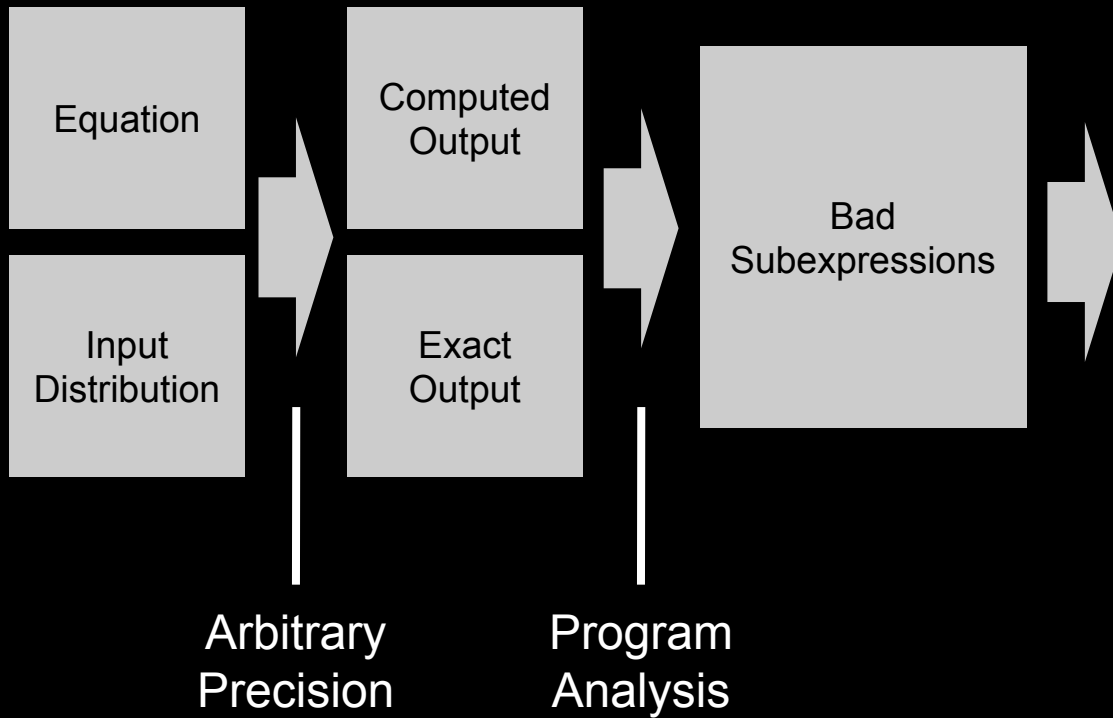 Equation
Input
Distribution
Computed
Output
Exact
Output
Bad
Subexpressions
Arbitrary
Precision
Program
Analysis